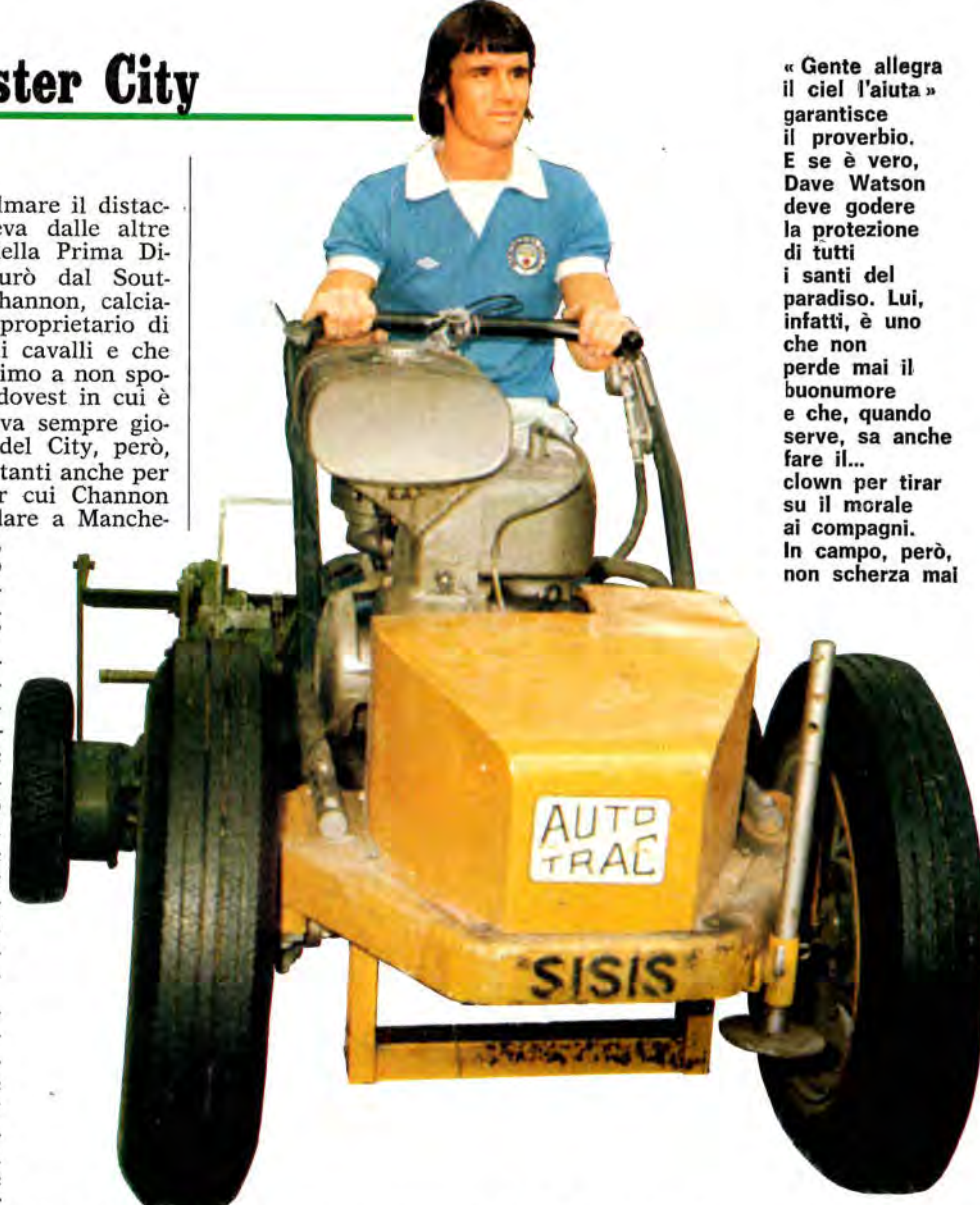 ster City
lmare il distac-
eva dalle altre
ella Prima Di-
urò dal Sout-
hannon, calcia-
proprietario di
i cavalli e che
imo a non spo-
dovest in cui è
va sempre gio-
del City, però,
tanti anche per
r cui Channon
lare a Manche-
« Gente allegra
il ciel l'aiuta »
garantisce
il proverbio.
E se è vero,
Dave Watson
deve godere
la protezione
di tutti
i santi del
paradiso. Lui,
infatti, è uno
che non
perde mai il
buonumore
e che, quando
serve, sa anche
fare il...
clown per tirar
su il morale
ai compagni.
In campo, però,
non scherza mai
AUTO
TRAC
*SISIS*